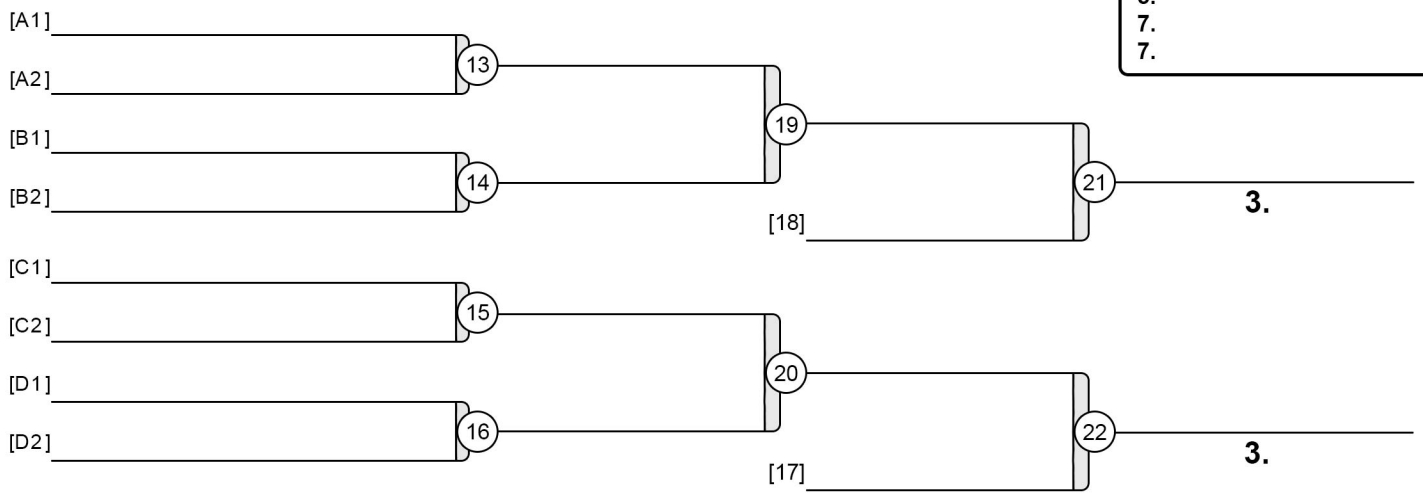 7.
7.
[A1]
13
[A2]
19
[B1]
14
21
[B2]
3.
[18]
[C1]
15
[C2]
20
[D1]
16
22
[D2]
3.
[17]